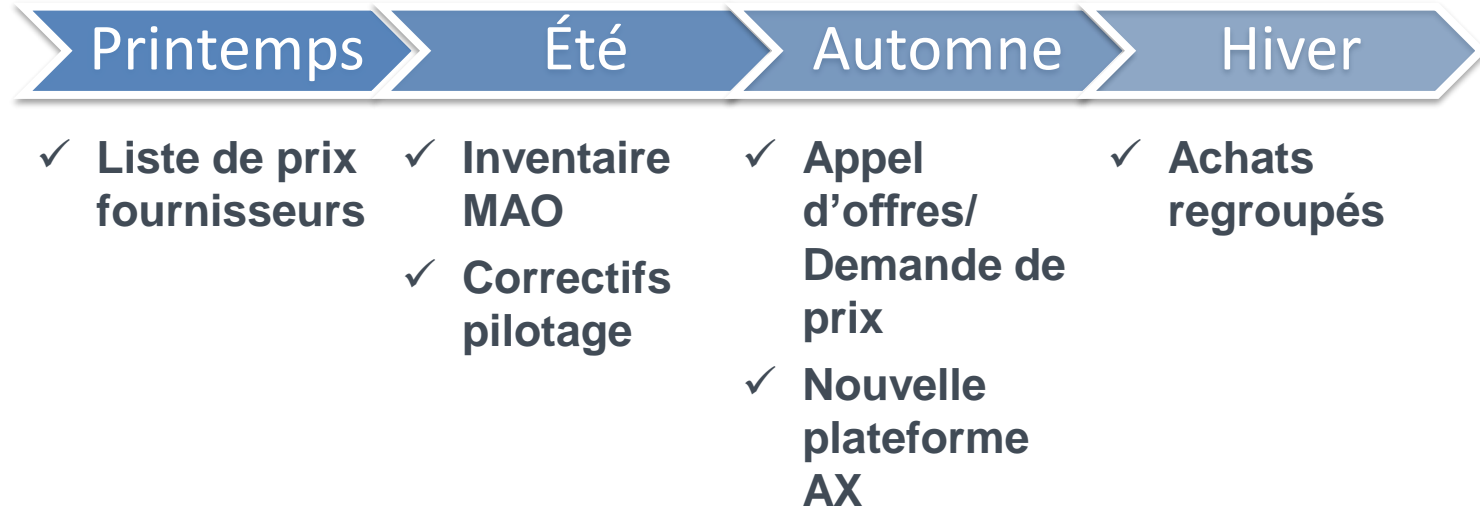 Printemps
Été
Automne
Hiver
✓ Liste de prix
fournisseurs
✓ Inventaire
MAO
✓ Correctifs
pilotage
✓ Appel
d’offres/
Demande de
prix
✓ Nouvelle
plateforme
AX
✓ Achats
regroupés